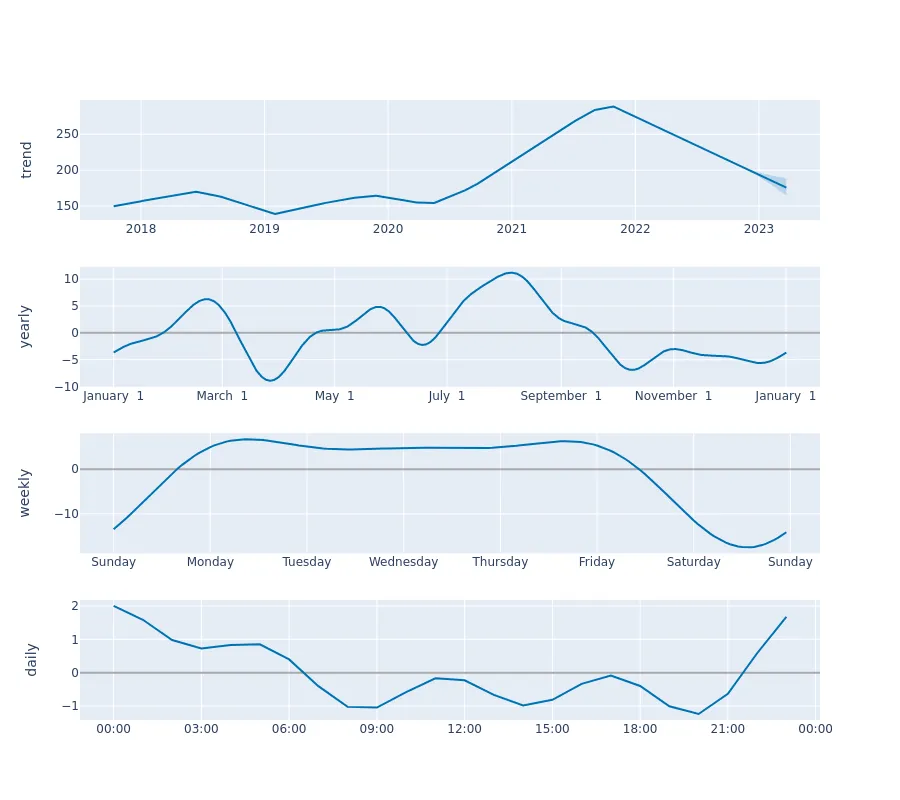 trend
250
200
150
2018 2019 2020 2021 2022 2023
yearly
10
5
0
−5
−10
January 1 March 1 May 1 July 1 September 1 November 1 January 1
weekly
0
−10
Sunday Monday Tuesday Wednesday Thursday Friday Saturday Sunday
daily
2
1
0
−1
00:00 03:00 06:00 09:00 12:00 15:00 18:00 21:00 00:00